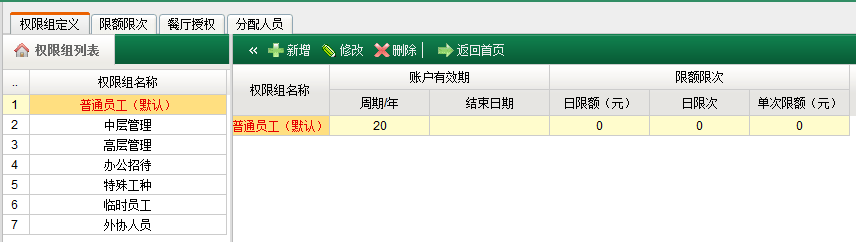 权限组定义 限额限次 餐厅授权 分配人员
权限组列表
« 新增 修改 删除 返回首页
.. 权限组名称
1 普通员工（默认）
2 中层管理
3 高层管理
4 办公招待
5 特殊工种
6 临时员工
7 外协人员
权限组名称 账户有效期 限额限次
周期/年 结束日期 日限额（元） 日限次 单次限额（元）
普通员工（默认） 20 0 0 0